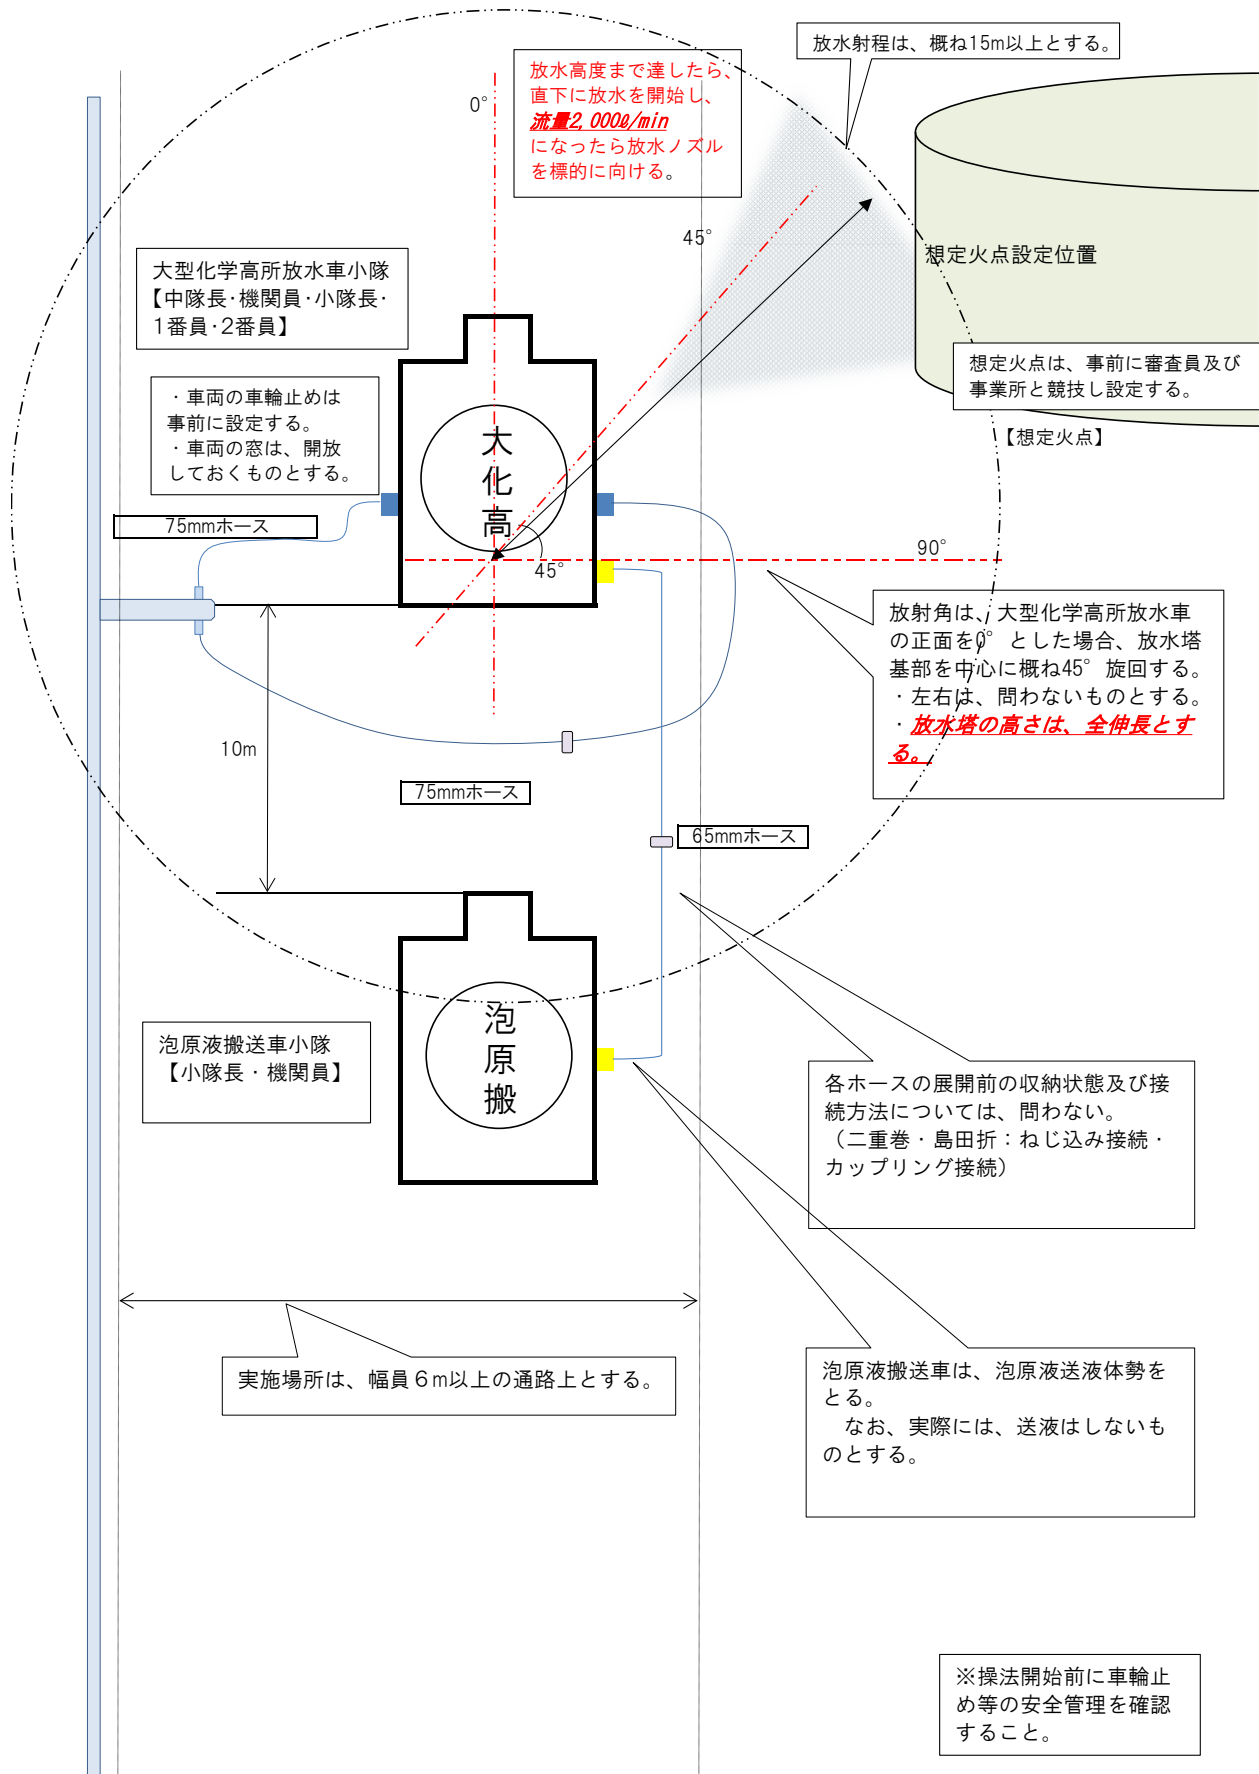 放水射程は、概ね15m以上とする。
放水高度まで達したら、
直下に放水を開始し、
流量2,000ℓ/min
になったら放水ノズル
を標的に向ける。
0°
45°
想定火点設定位置
大型化学高所放水車小隊
【中隊長・機関員・小隊長・
1番員・2番員】
想定火点は、事前に審査員及び
事業所と競技し設定する。
【想定火点】
・車両の車輪止めは
事前に設定する。
・車両の窓は、開放
しておくものとする。
大化高
75mmホース
90°
45°
放射角は、大型化学高所放水車
の正面を0°とした場合、放水塔
基部を中心に概ね45°旋回する。
・左右は、問わないものとする。
・放水塔の高さは、全伸長とす
る。
10m
75mmホース
65mmホース
泡原液搬送車小隊
【小隊長・機関員】
泡原搬
各ホースの展開前の収納状態及び接
続方法については、問わない。
（二重巻・島田折：ねじ込み接続・
カップリング接続）
実施場所は、幅員６m以上の通路上とする。
泡原液搬送車は、泡原液送液体勢を
とる。
　なお、実際には、送液はしないも
のとする。
※操法開始前に車輪止
め等の安全管理を確認
すること。